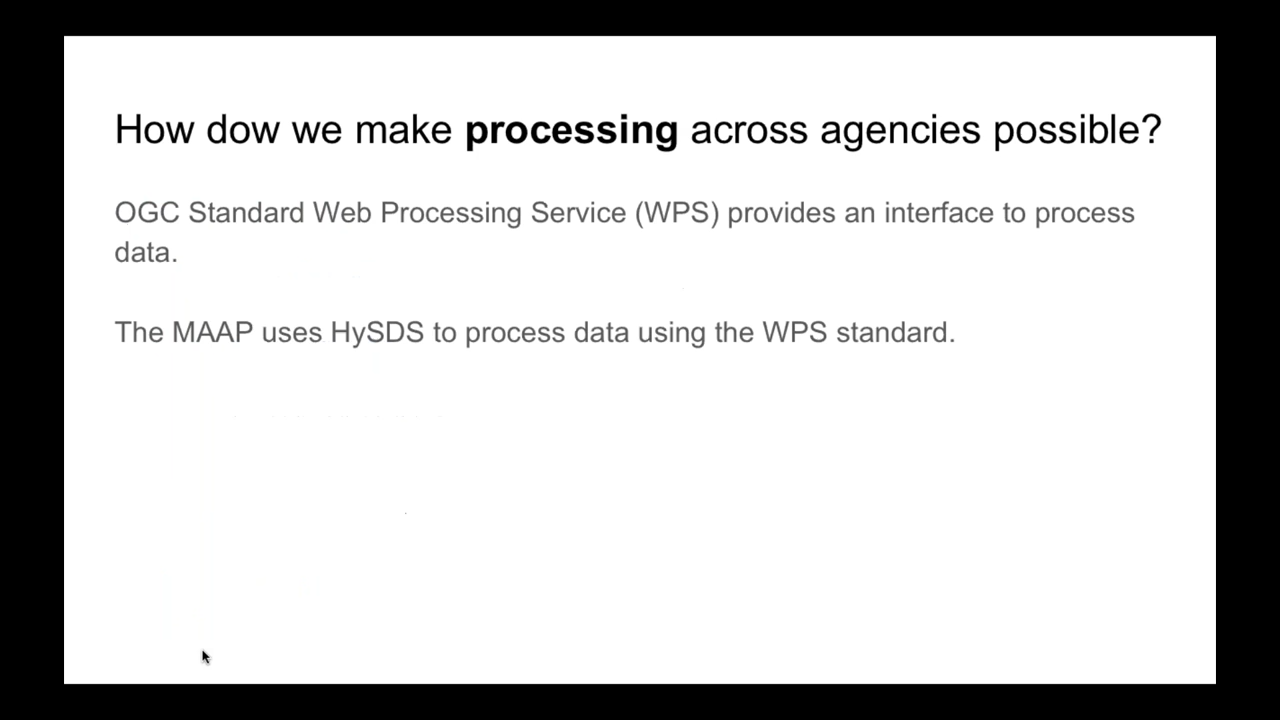 How dow we make processing across agencies possible?
OGC Standard Web Processing Service (WPS) provides an interface to process
data.
The MAAP uses HySDS to process data using the WPS standard.